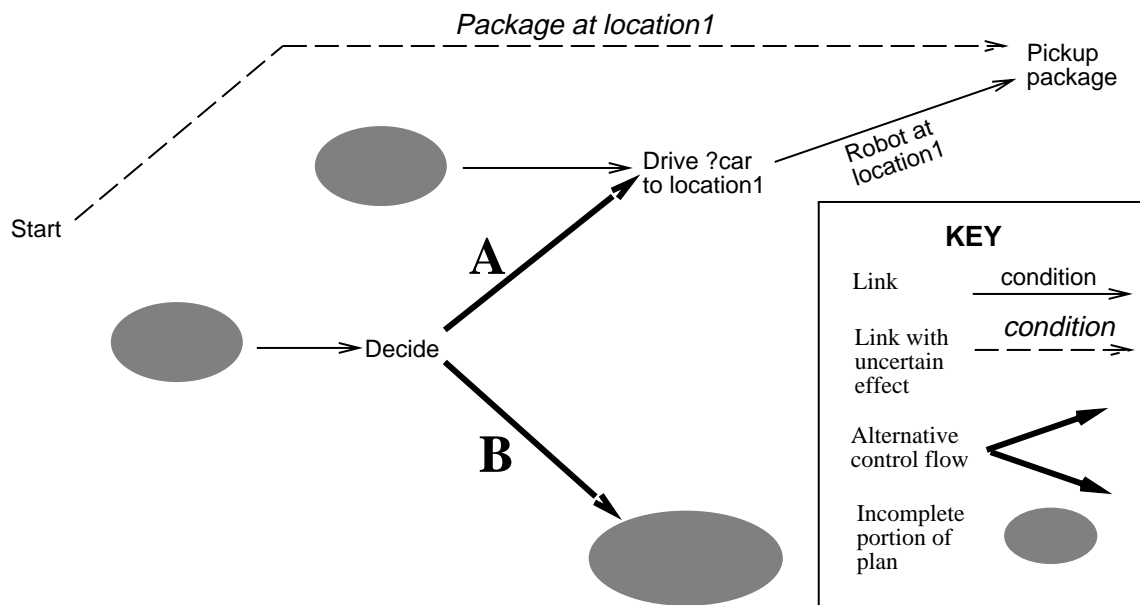 Package at location1
Pickup
package
Robot at
location1
Drive ?car
to location1
Start
A
Decide
B
KEY
Link
condition
Link with
uncertain
effect
condition
Alternative
control flow
Incomplete
portion of
plan